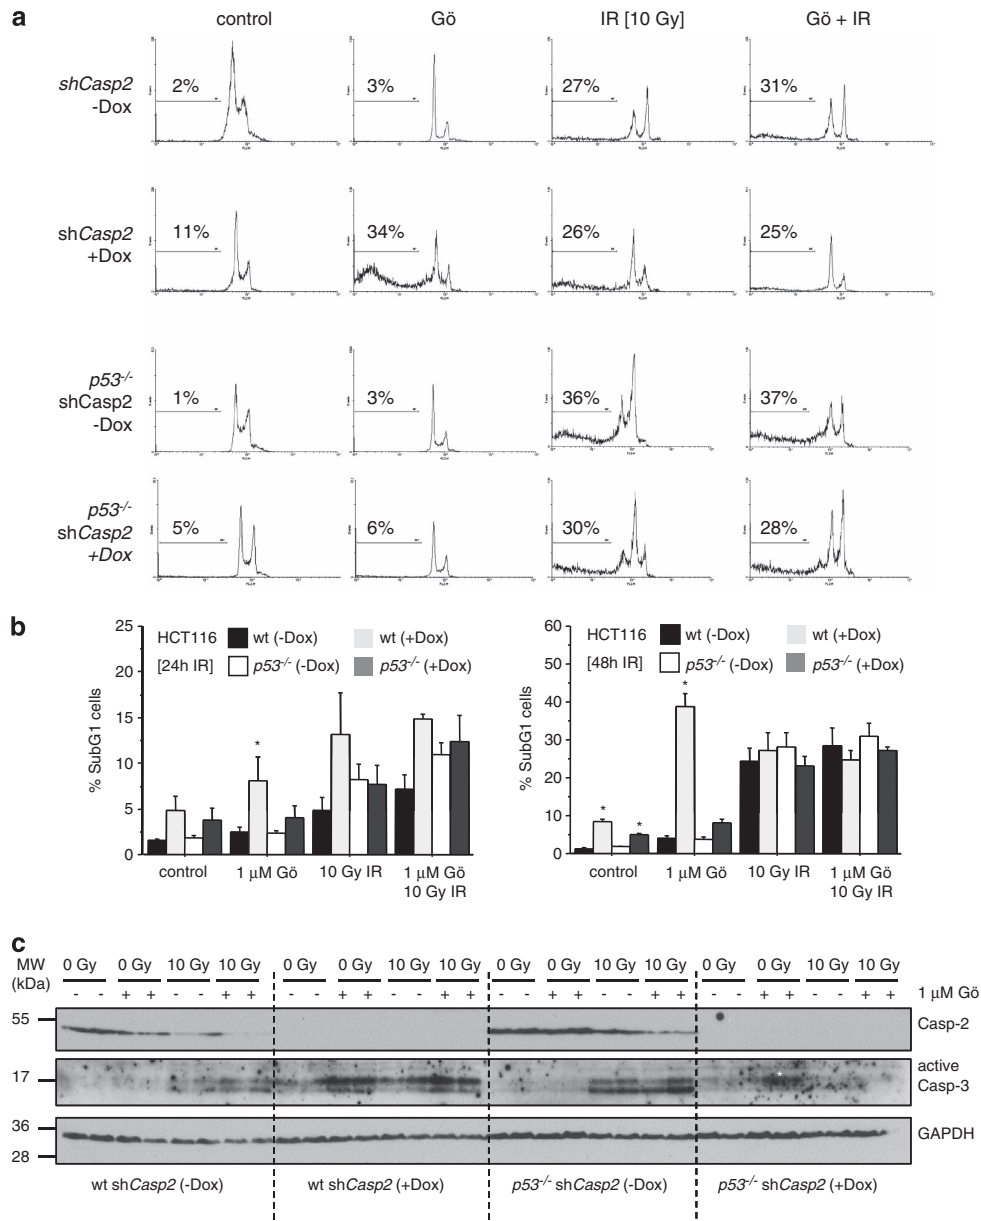 a
control Gö IR [10 Gy] Gö + IR
shCasp2
-Dox
2% 3% 27% 31%
shCasp2
+Dox
11% 34% 26% 25%
p53-/-
shCasp2
-Dox
1% 3% 36% 37%
p53-/-
shCasp2
+Dox
5% 6% 30% 28%
b
HCT116 wt (-Dox) wt (+Dox)
[24h IR] p53-/- (-Dox) p53-/- (+Dox)
% SubG1 cells
25
20
15
10
5
0
*
control 1 μM Gö 10 Gy IR 1 μM Gö
10 Gy IR
HCT116 wt (-Dox) wt (+Dox)
[48h IR] p53-/- (-Dox) p53-/- (+Dox)
% SubG1 cells
60
50
40
30
20
10
0
* * *
control 1 μM Gö 10 Gy IR 1 μM Gö
10 Gy IR
c
MW
(kDa)
0 Gy 0 Gy 10 Gy 10 Gy 0 Gy 0 Gy 10 Gy 10 Gy 0 Gy 0 Gy 10 Gy 10 Gy 0 Gy 0 Gy 10 Gy 10 Gy
- - + + - - + + - - + + - - + + - - + + - - + + - - + + - - + + 1 μM Gö
55 Casp-2
17 * active
Casp-3
36 GAPDH
28
wt shCasp2 (-Dox) wt shCasp2 (+Dox) p53-/- shCasp2 (-Dox) p53-/- shCasp2 (+Dox)